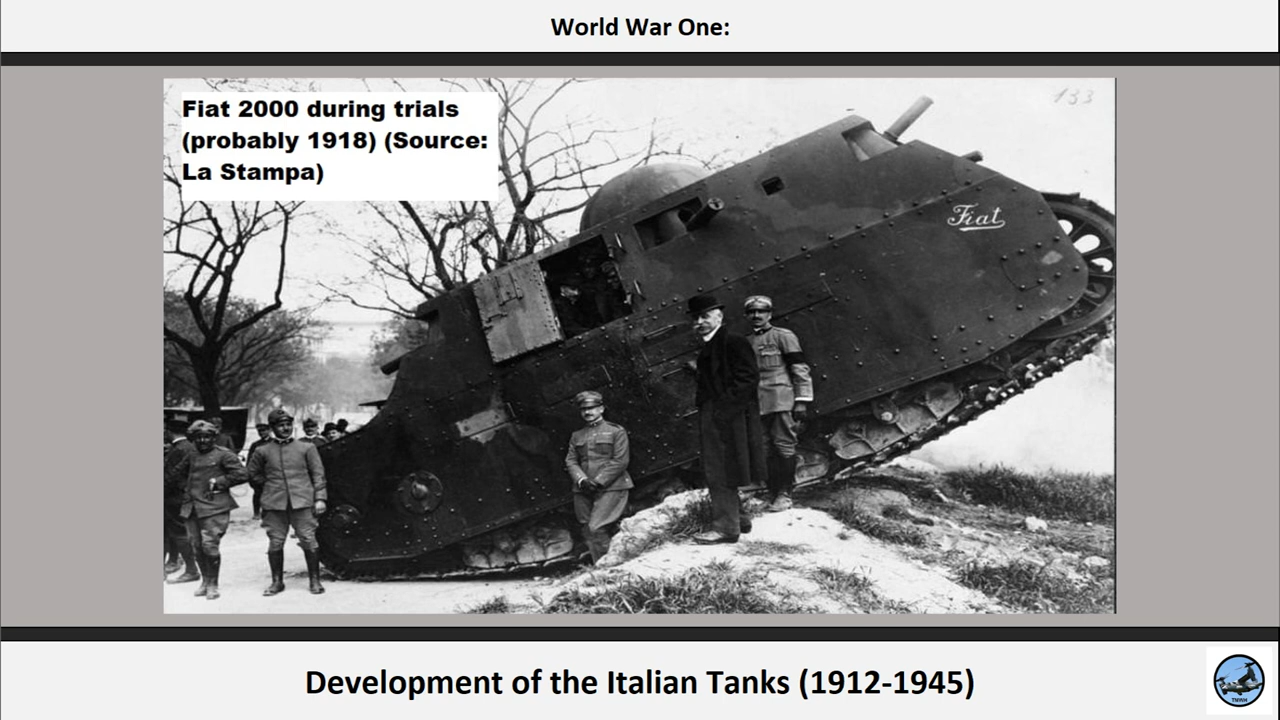 World War One:
Fiat 2000 during trials
(probably 1918) (Source:
La Stampa)
133
Fiat
Development of the Italian Tanks (1912-1945)